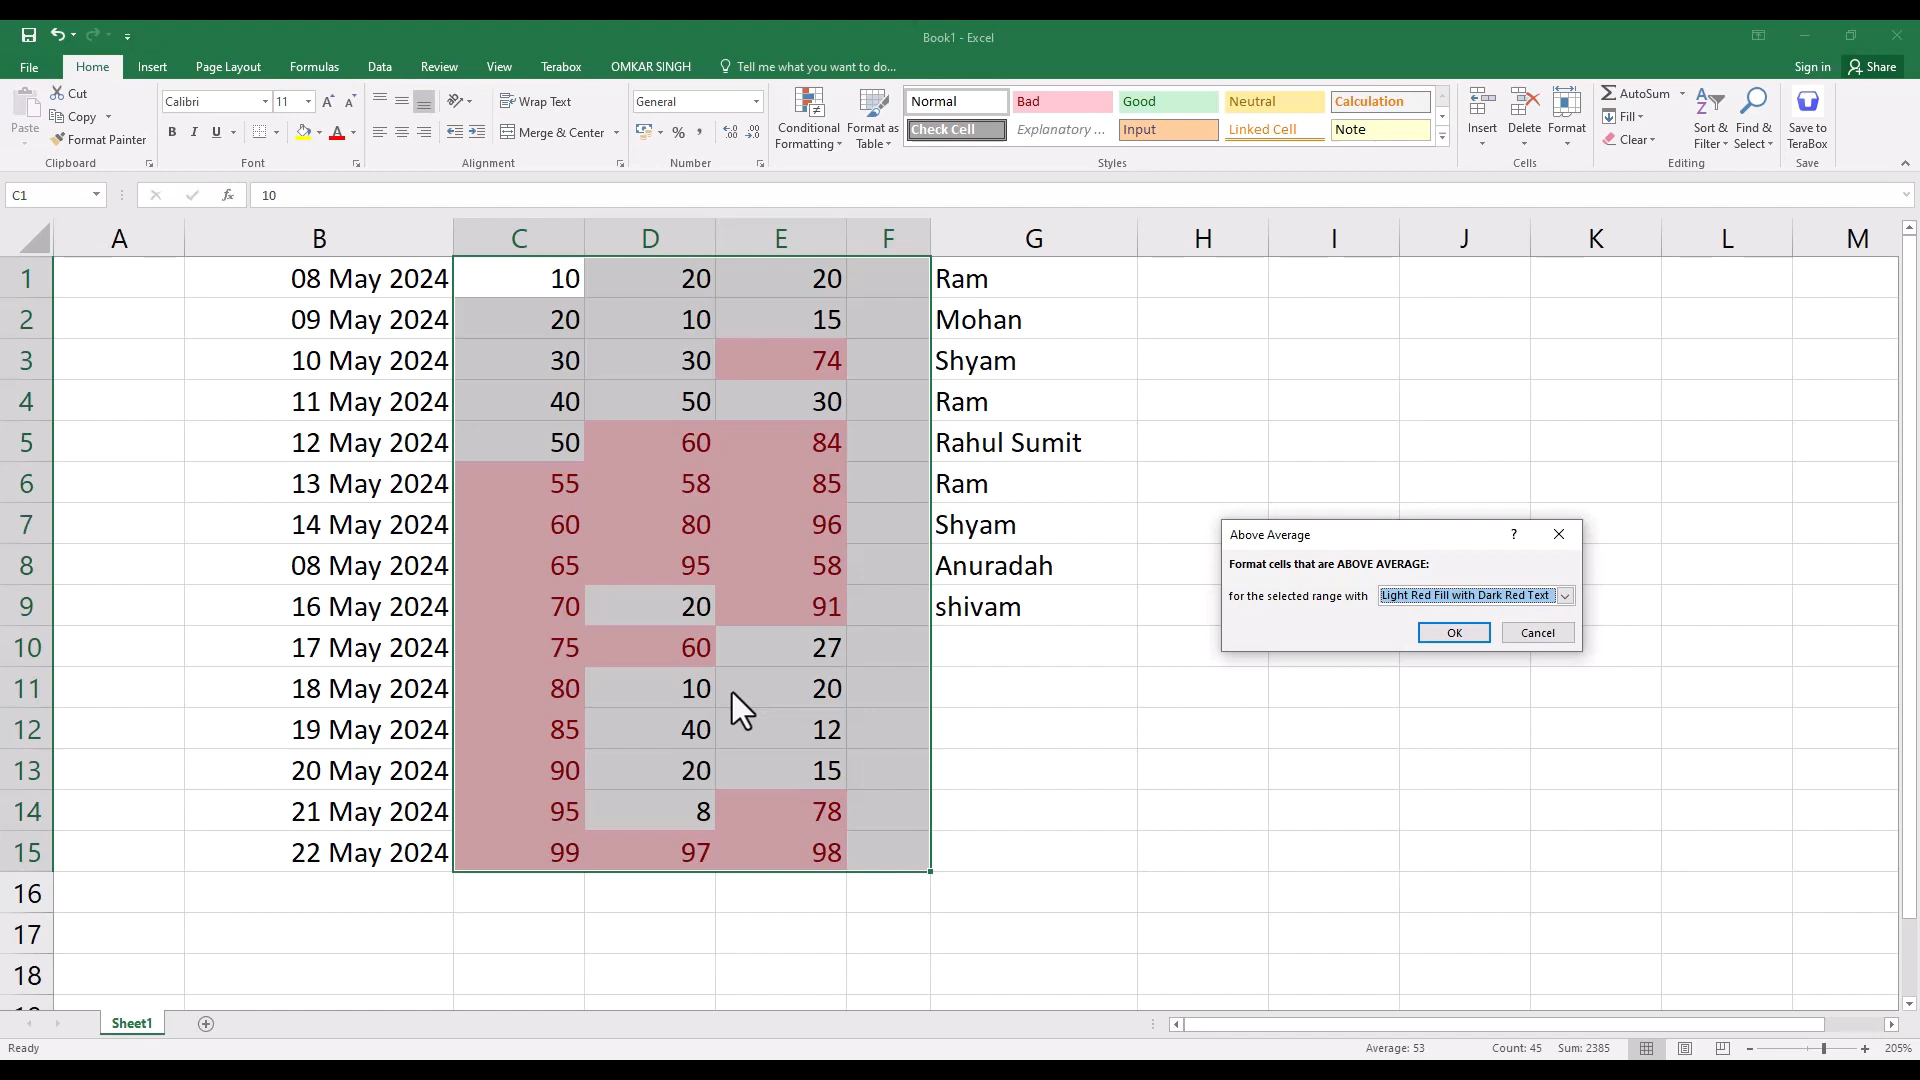 Book1 - Excel
File Home Insert Page Layout Formulas Data Review View Terabox OMKAR SINGH Tell me what you want to do... Sign in Share
Paste Cut Copy Format Painter
Calibri 11
B I U
Wrap Text
Merge & Center
General
%
Conditional Formatting Format as Table
Normal Bad Good Neutral Calculation
Check Cell Explanatory ... Input Linked Cell Note
Insert Delete Format
AutoSum Fill Clear
Sort & Filter Find & Select
Save to TeraBox
Clipboard Font Alignment Number Styles Cells Editing Save
C1 fx 10
A B C D E F G H I J K L M
1 08 May 2024 10 20 20 Ram
2 09 May 2024 20 10 15 Mohan
3 10 May 2024 30 30 74 Shyam
4 11 May 2024 40 50 30 Ram
5 12 May 2024 50 60 84 Rahul Sumit
6 13 May 2024 55 58 85 Ram
7 14 May 2024 60 80 96 Shyam
8 08 May 2024 65 95 58 Anuradah
9 16 May 2024 70 20 91 shivam
10 17 May 2024 75 60 27
11 18 May 2024 80 10 20
12 19 May 2024 85 40 12
13 20 May 2024 90 20 15
14 21 May 2024 95 8 78
15 22 May 2024 99 97 98
16
17
18
Above Average ?
Format cells that are ABOVE AVERAGE:
for the selected range with Light Red Fill with Dark Red Text
OK Cancel
Sheet1
Ready Average: 53 Count: 45 Sum: 2385 205%